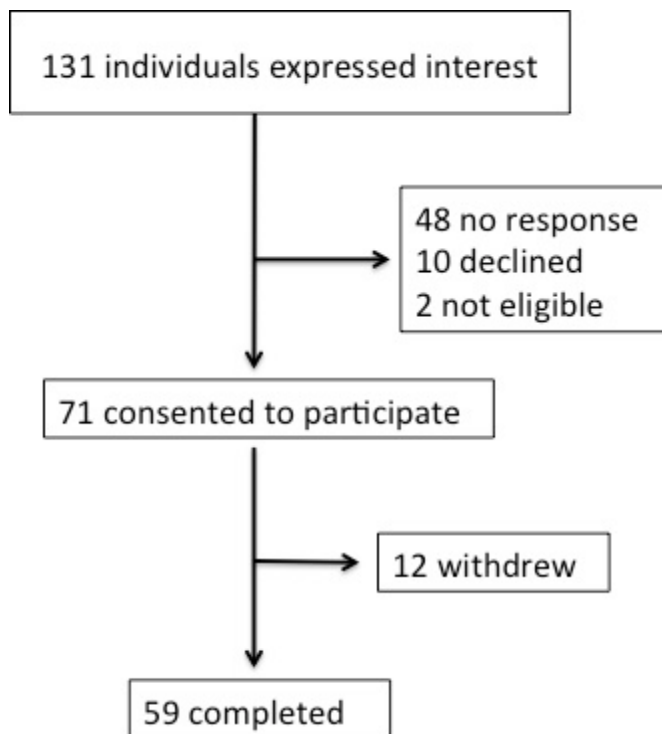 131 individuals expressed interest
48 no response
10 declined
2 not eligible
71 consented to participate
12 withdrew
59 completed